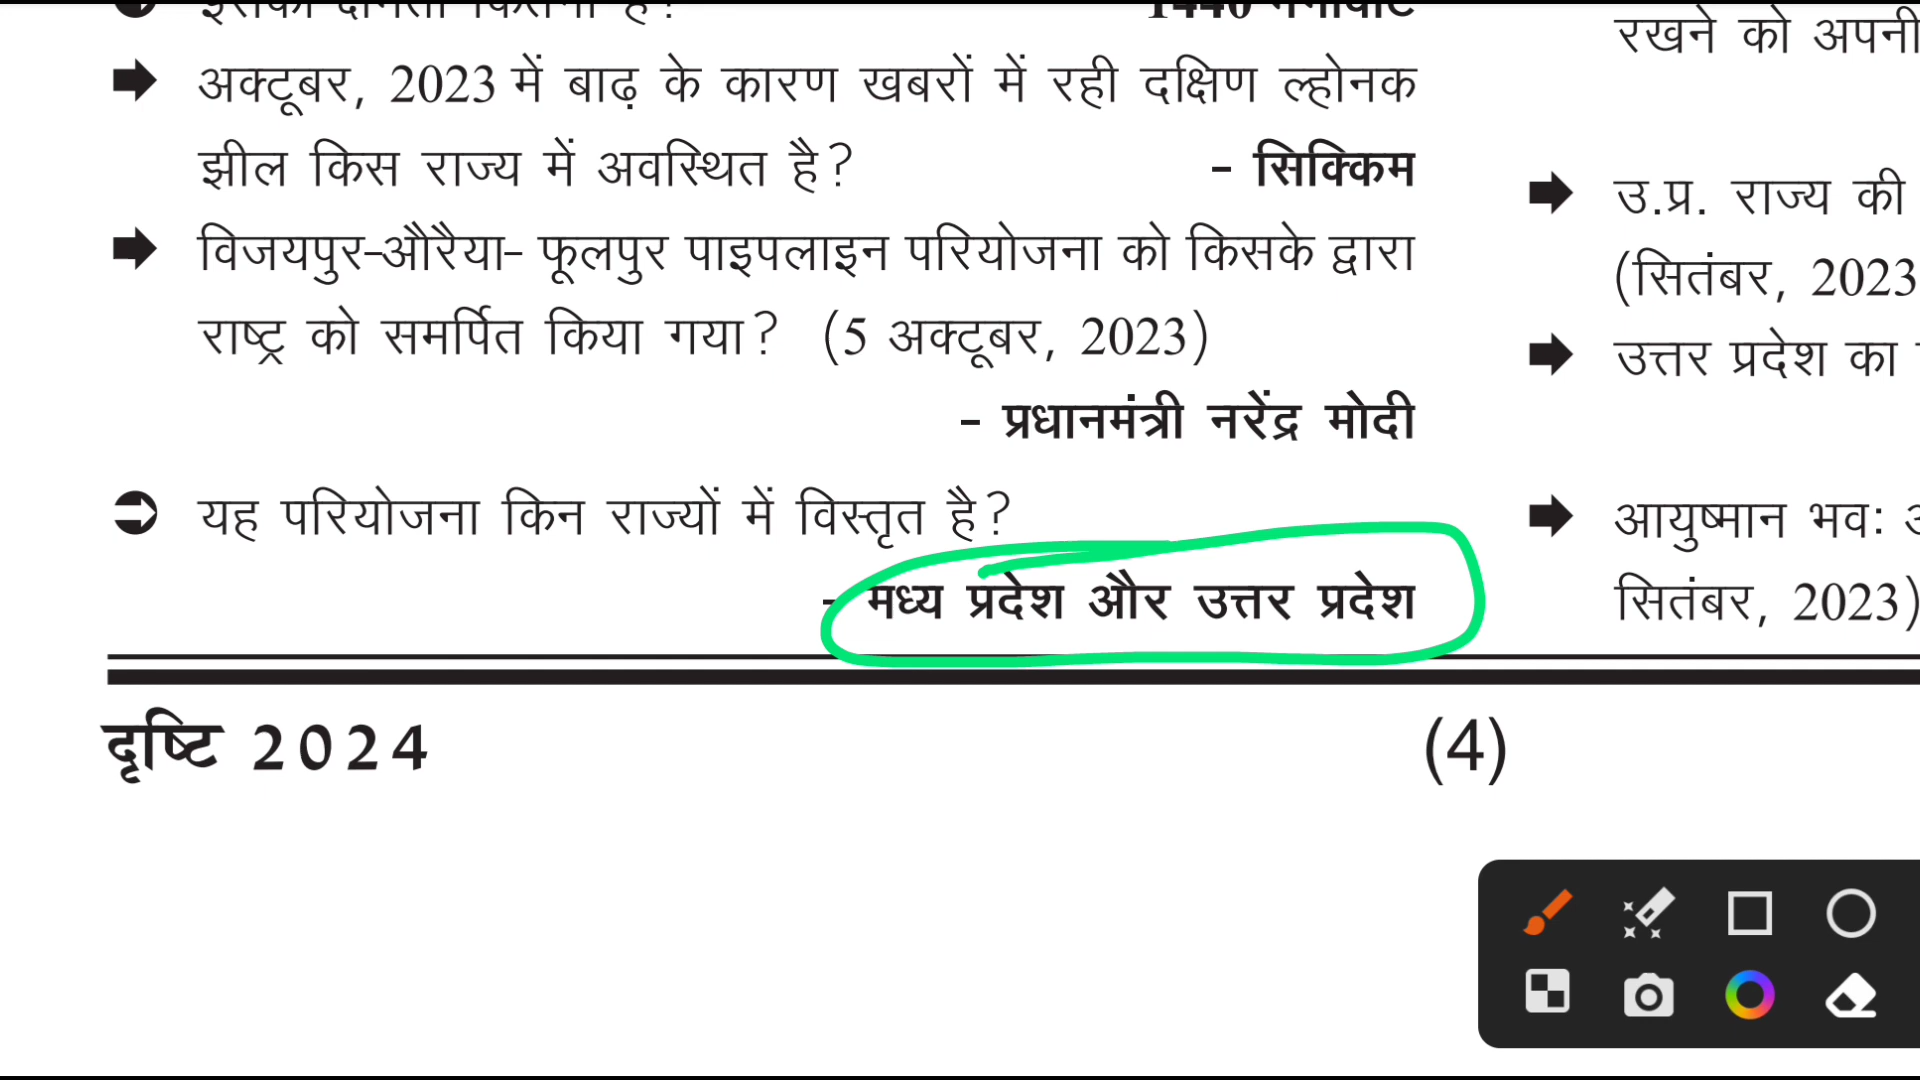 अक्टूबर, 2023 में बाढ़ के कारण खबरों में रही दक्षिण ल्होनक
झील किस राज्य में अवस्थित है? - सिक्किम
विजयपुर-औरैया- फूलपुर पाइपलाइन परियोजना को किसके द्वारा
राष्ट्र को समर्पित किया गया? (5 अक्टूबर, 2023)
- प्रधानमंत्री नरेंद्र मोदी
यह परियोजना किन राज्यों में विस्तृत है?
- मध्य प्रदेश और उत्तर प्रदेश
रखने को अपनी
उ.प्र. राज्य की
(सितंबर, 2023
उत्तर प्रदेश का
आयुष्मान भवः
सितंबर, 2023)
दृष्टि 2024
(4)